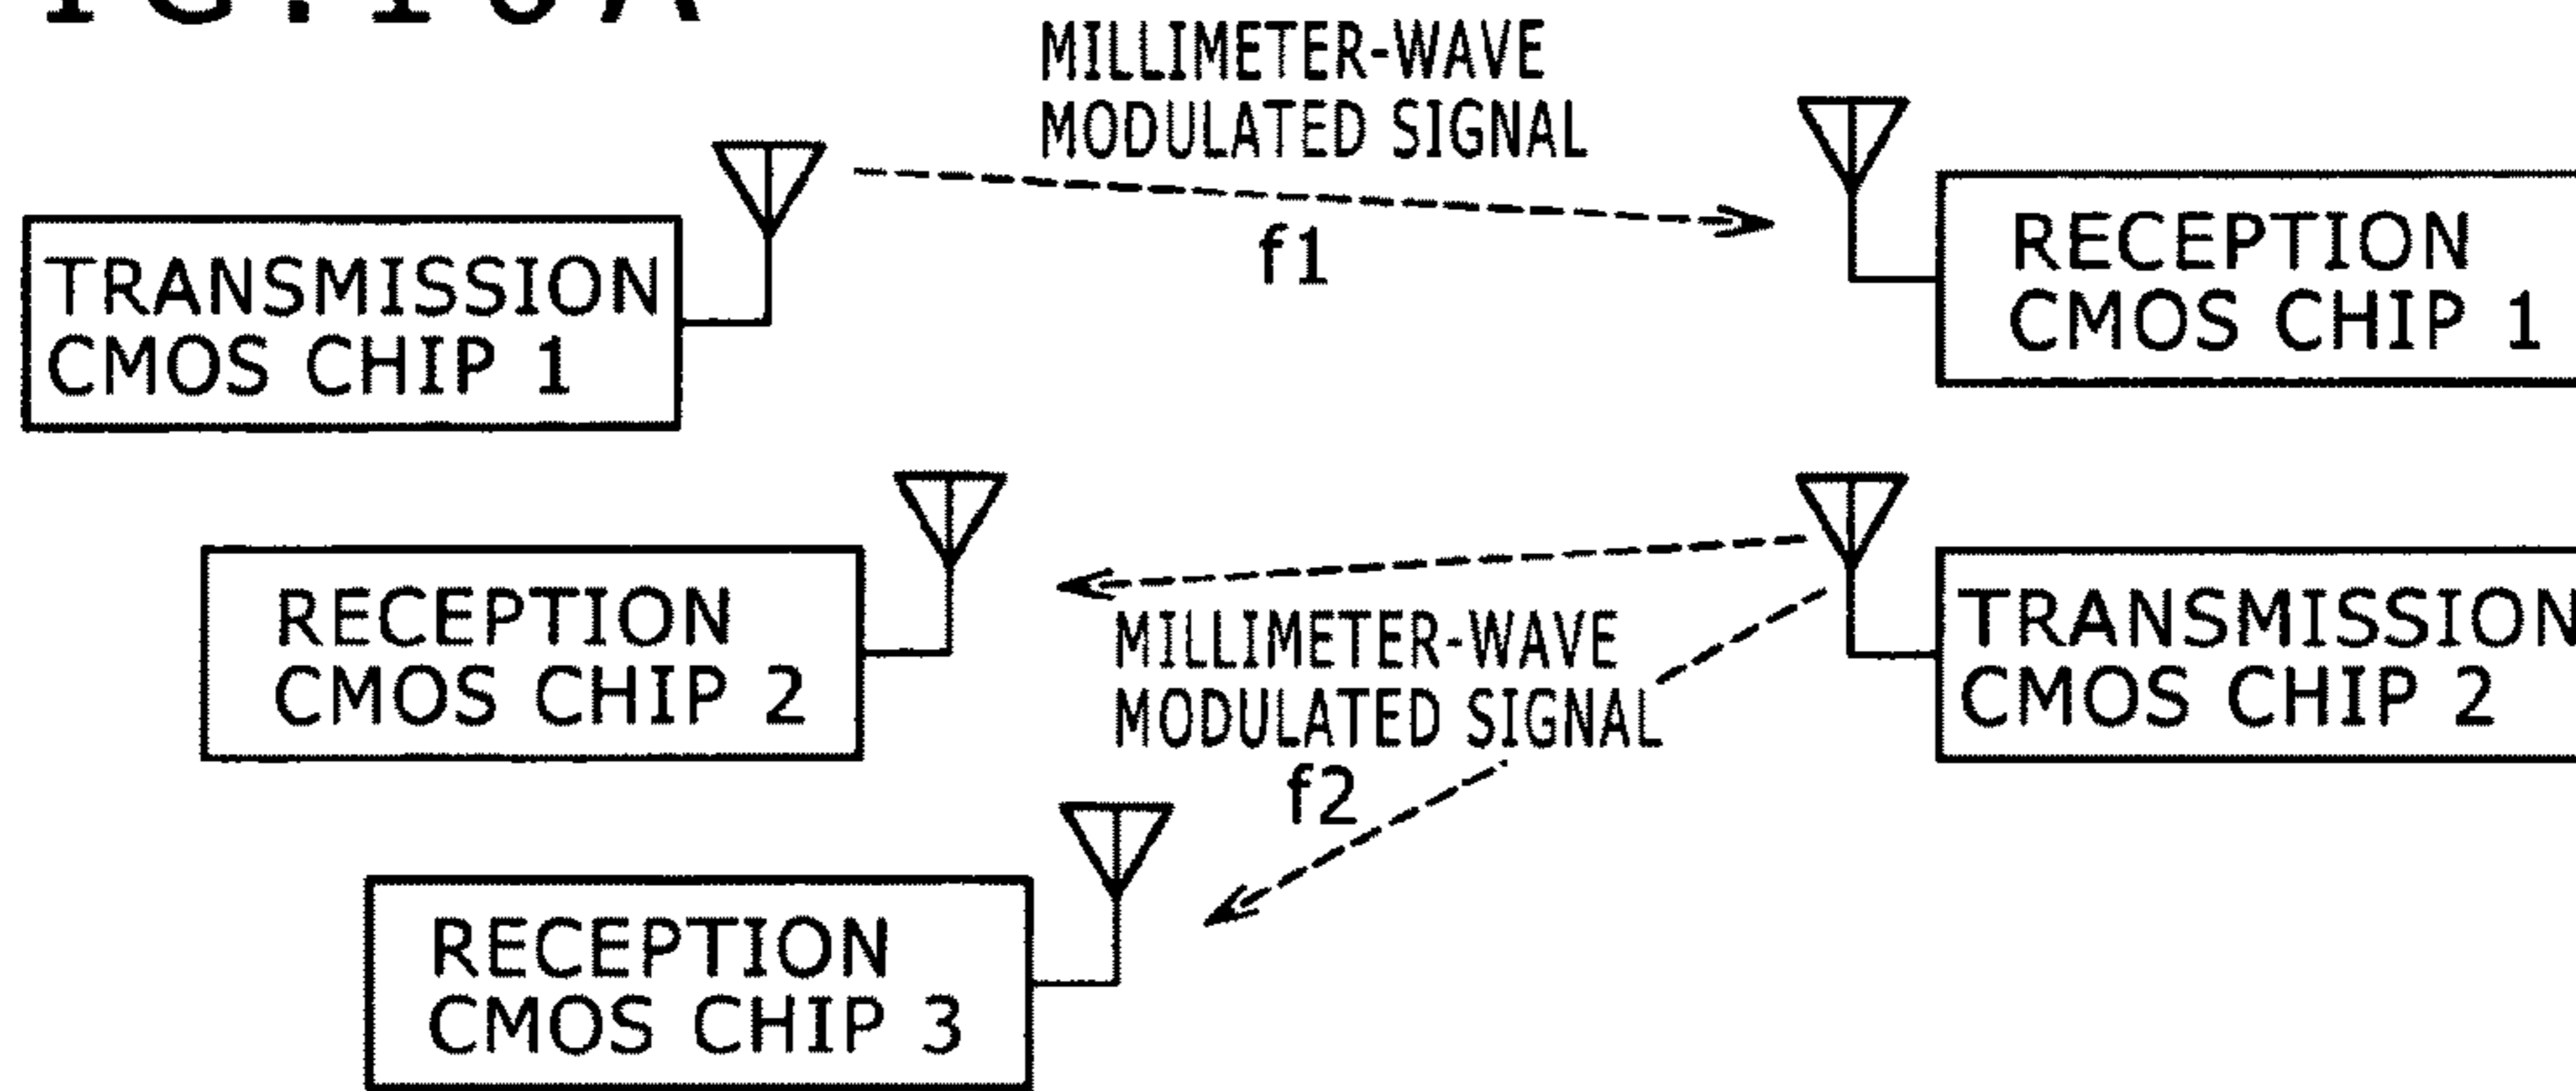 MILLIMETER-WAVE
MODULATED SIGNAL
f1
TRANSMISSION
CMOS CHIP 1
RECEPTION
CMOS CHIP 1
RECEPTION
CMOS CHIP 2
MILLIMETER-WAVE
MODULATED SIGNAL
f2
TRANSMISSION
CMOS CHIP 2
RECEPTION
CMOS CHIP 3